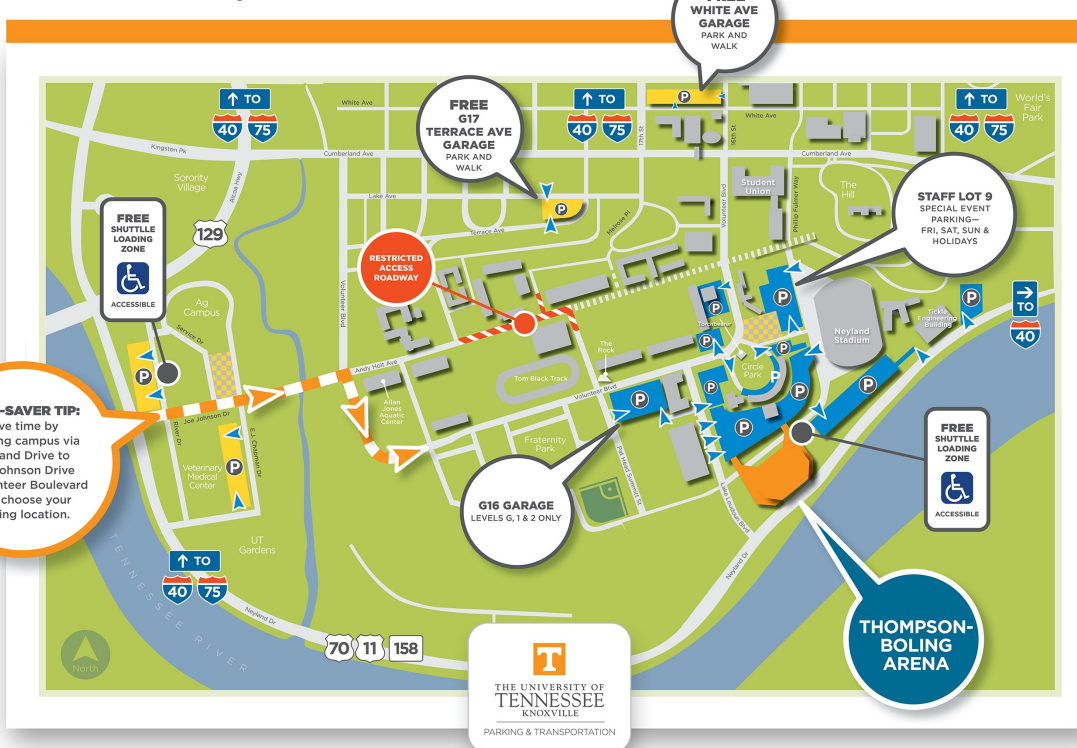 WHITE AVE
GARAGE
PARK AND
WALK
FREE
G17
TERRACE AVE
GARAGE
PARK AND
WALK
↑ TO
40 75
White Ave
↑ TO
40 75
17th St
P
16th St
White Ave
↑ TO
40 75
World's
Fair
Park
Kingston Pk
Cumberland Ave
Cumberland Ave
Sorority
Village
Alcoa Hwy
Lake Ave
Terrace Ave
P
Melrose Pl
Volunteer Blvd
Student
Union
Phillip Fulmer Way
The
Hill
STAFF LOT 9
SPECIAL EVENT
PARKING—
FRI, SAT, SUN &
HOLIDAYS
FREE
SHUTTLLE
LOADING
ZONE
ACCESSIBLE
129
RESTRICTED
ACCESS
ROADWAY
Volunteer Blvd
Ag
Campus
Service Dr
P
P
P
Torchbearer
P
Circle
Park
P
P
P
P
P
P
Neyland
Stadium
Tickle
Engineering
Building
→
TO
40
The
Rock
Andy Holt Ave
Tom Black Track
Volunteer Blvd
Allan
Jones
Aquatic
Center
P
-SAVER TIP:
ve time by
ng campus via
and Drive to
ohnson Drive
nteer Boulevard
choose your
ing location.
P
River Dr
Joe Johnson Dr
E.J. Chapman Dr
Veterinary
Medical
Center
P
Fraternity
Park
Pat Head Summitt St
Lake Loudoun Blvd
G16 GARAGE
LEVELS G, 1 & 2 ONLY
FREE
SHUTTLLE
LOADING
ZONE
ACCESSIBLE
UT
Gardens
↑ TO
40 75
TENNESSEE RIVER
Neyland Dr
Neyland Dr
70 11 158
North
THOMPSON-
BOLING
ARENA
T
THE UNIVERSITY OF
TENNESSEE
KNOXVILLE
PARKING & TRANSPORTATION